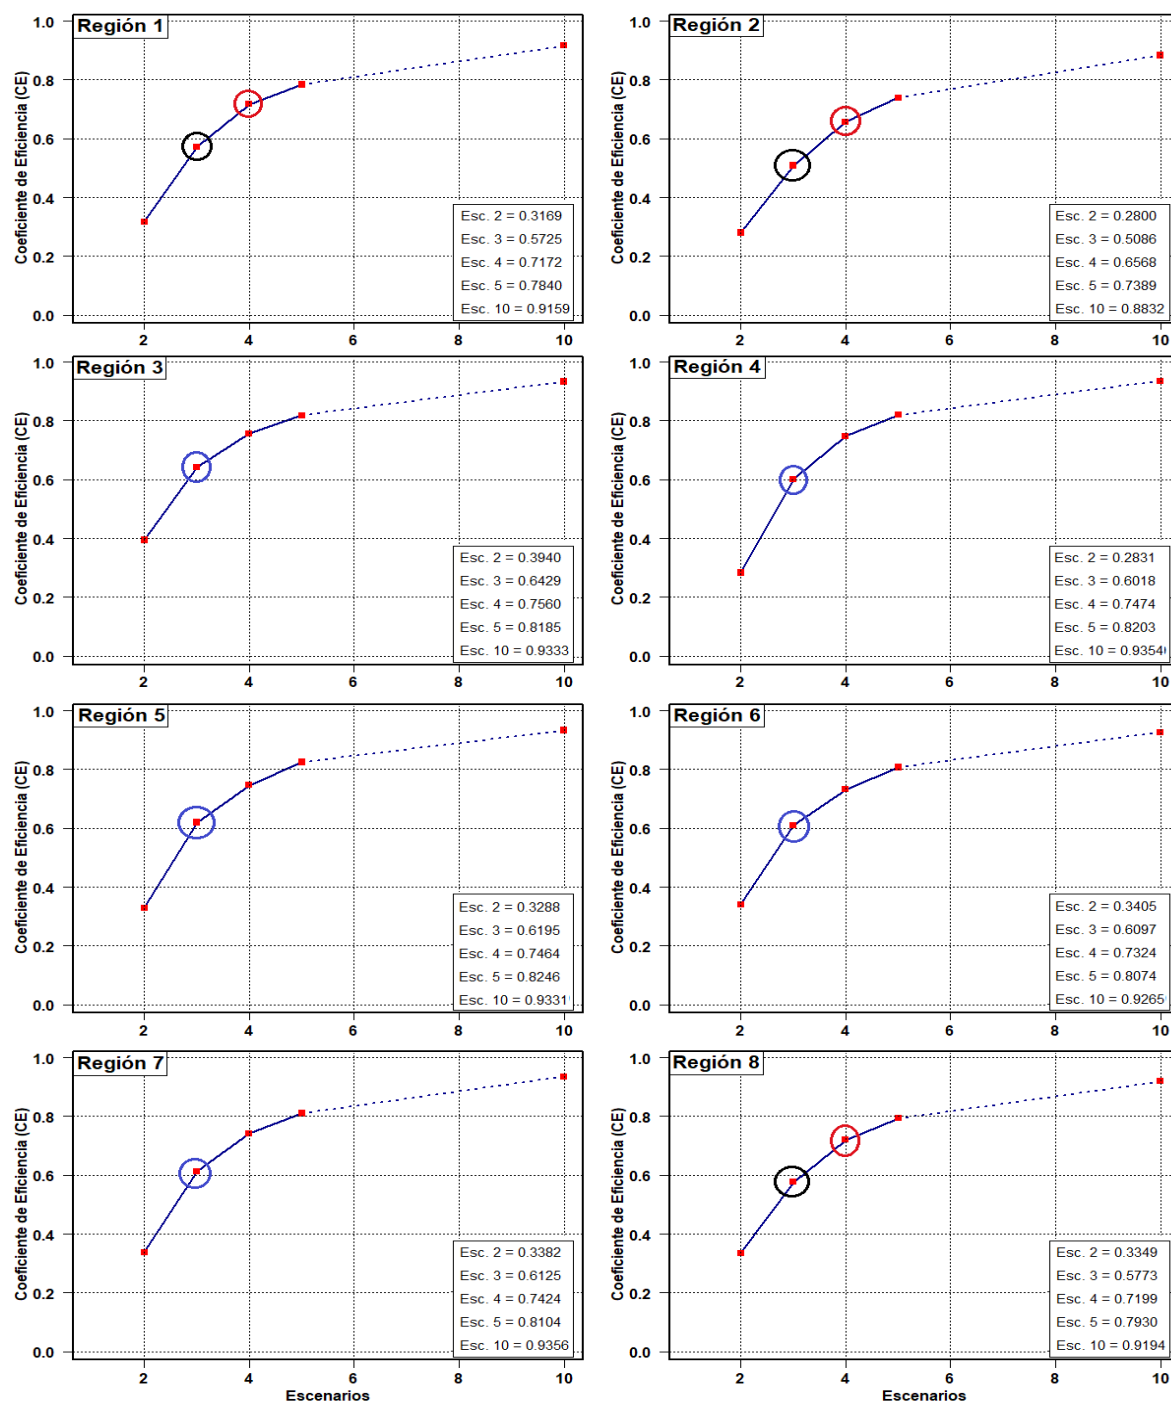 Región 1
Coeficiente de Eficiencia (CE)
1.0
0.8
0.6
0.4
0.2
0.0
Esc. 2 = 0.3169
Esc. 3 = 0.5725
Esc. 4 = 0.7172
Esc. 5 = 0.7840
Esc. 10 = 0.9159
2 4 6 8 10
Región 2
Coeficiente de Eficiencia (CE)
1.0
0.8
0.6
0.4
0.2
0.0
Esc. 2 = 0.2800
Esc. 3 = 0.5086
Esc. 4 = 0.6568
Esc. 5 = 0.7389
Esc. 10 = 0.8832
2 4 6 8 10
Región 3
Coeficiente de Eficiencia (CE)
1.0
0.8
0.6
0.4
0.2
0.0
Esc. 2 = 0.3940
Esc. 3 = 0.6429
Esc. 4 = 0.7560
Esc. 5 = 0.8185
Esc. 10 = 0.9333
2 4 6 8 10
Región 4
Coeficiente de Eficiencia (CE)
1.0
0.8
0.6
0.4
0.2
0.0
Esc. 2 = 0.2831
Esc. 3 = 0.6018
Esc. 4 = 0.7474
Esc. 5 = 0.8203
Esc. 10 = 0.9354
2 4 6 8 10
Región 5
Coeficiente de Eficiencia (CE)
1.0
0.8
0.6
0.4
0.2
0.0
Esc. 2 = 0.3288
Esc. 3 = 0.6195
Esc. 4 = 0.7464
Esc. 5 = 0.8246
Esc. 10 = 0.9331
2 4 6 8 10
Región 6
Coeficiente de Eficiencia (CE)
1.0
0.8
0.6
0.4
0.2
0.0
Esc. 2 = 0.3405
Esc. 3 = 0.6097
Esc. 4 = 0.7324
Esc. 5 = 0.8074
Esc. 10 = 0.9265
2 4 6 8 10
Región 7
Coeficiente de Eficiencia (CE)
1.0
0.8
0.6
0.4
0.2
0.0
Esc. 2 = 0.3382
Esc. 3 = 0.6125
Esc. 4 = 0.7424
Esc. 5 = 0.8104
Esc. 10 = 0.9356
2 4 6 8 10
Escenarios
Región 8
Coeficiente de Eficiencia (CE)
1.0
0.8
0.6
0.4
0.2
0.0
Esc. 2 = 0.3349
Esc. 3 = 0.5773
Esc. 4 = 0.7199
Esc. 5 = 0.7930
Esc. 10 = 0.9194
2 4 6 8 10
Escenarios